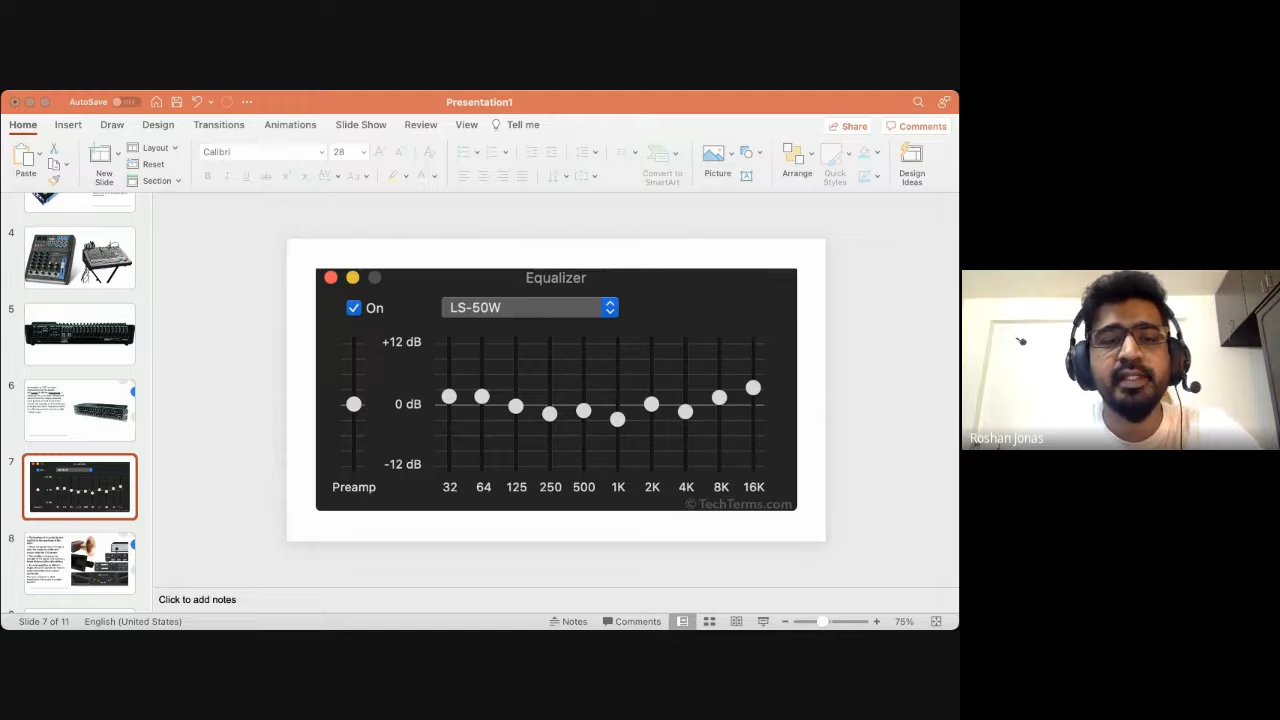 AutoSave OFF
Presentation1
Home Insert Draw Design Transitions Animations Slide Show Review View Tell me
Share Comments
Paste
New Slide
Layout
Reset
Section
Calibri 28
Convert to SmartArt
Picture
Arrange
Quick Styles
Design Ideas
4
5
6
7
8
Equalizer
On LS-50W
+12 dB
0 dB
-12 dB
Preamp 32 64 125 250 500 1K 2K 4K 8K 16K
© TechTerms.com
Click to add notes
Slide 7 of 11 English (United States) Notes Comments 75%
Roshan Jonas